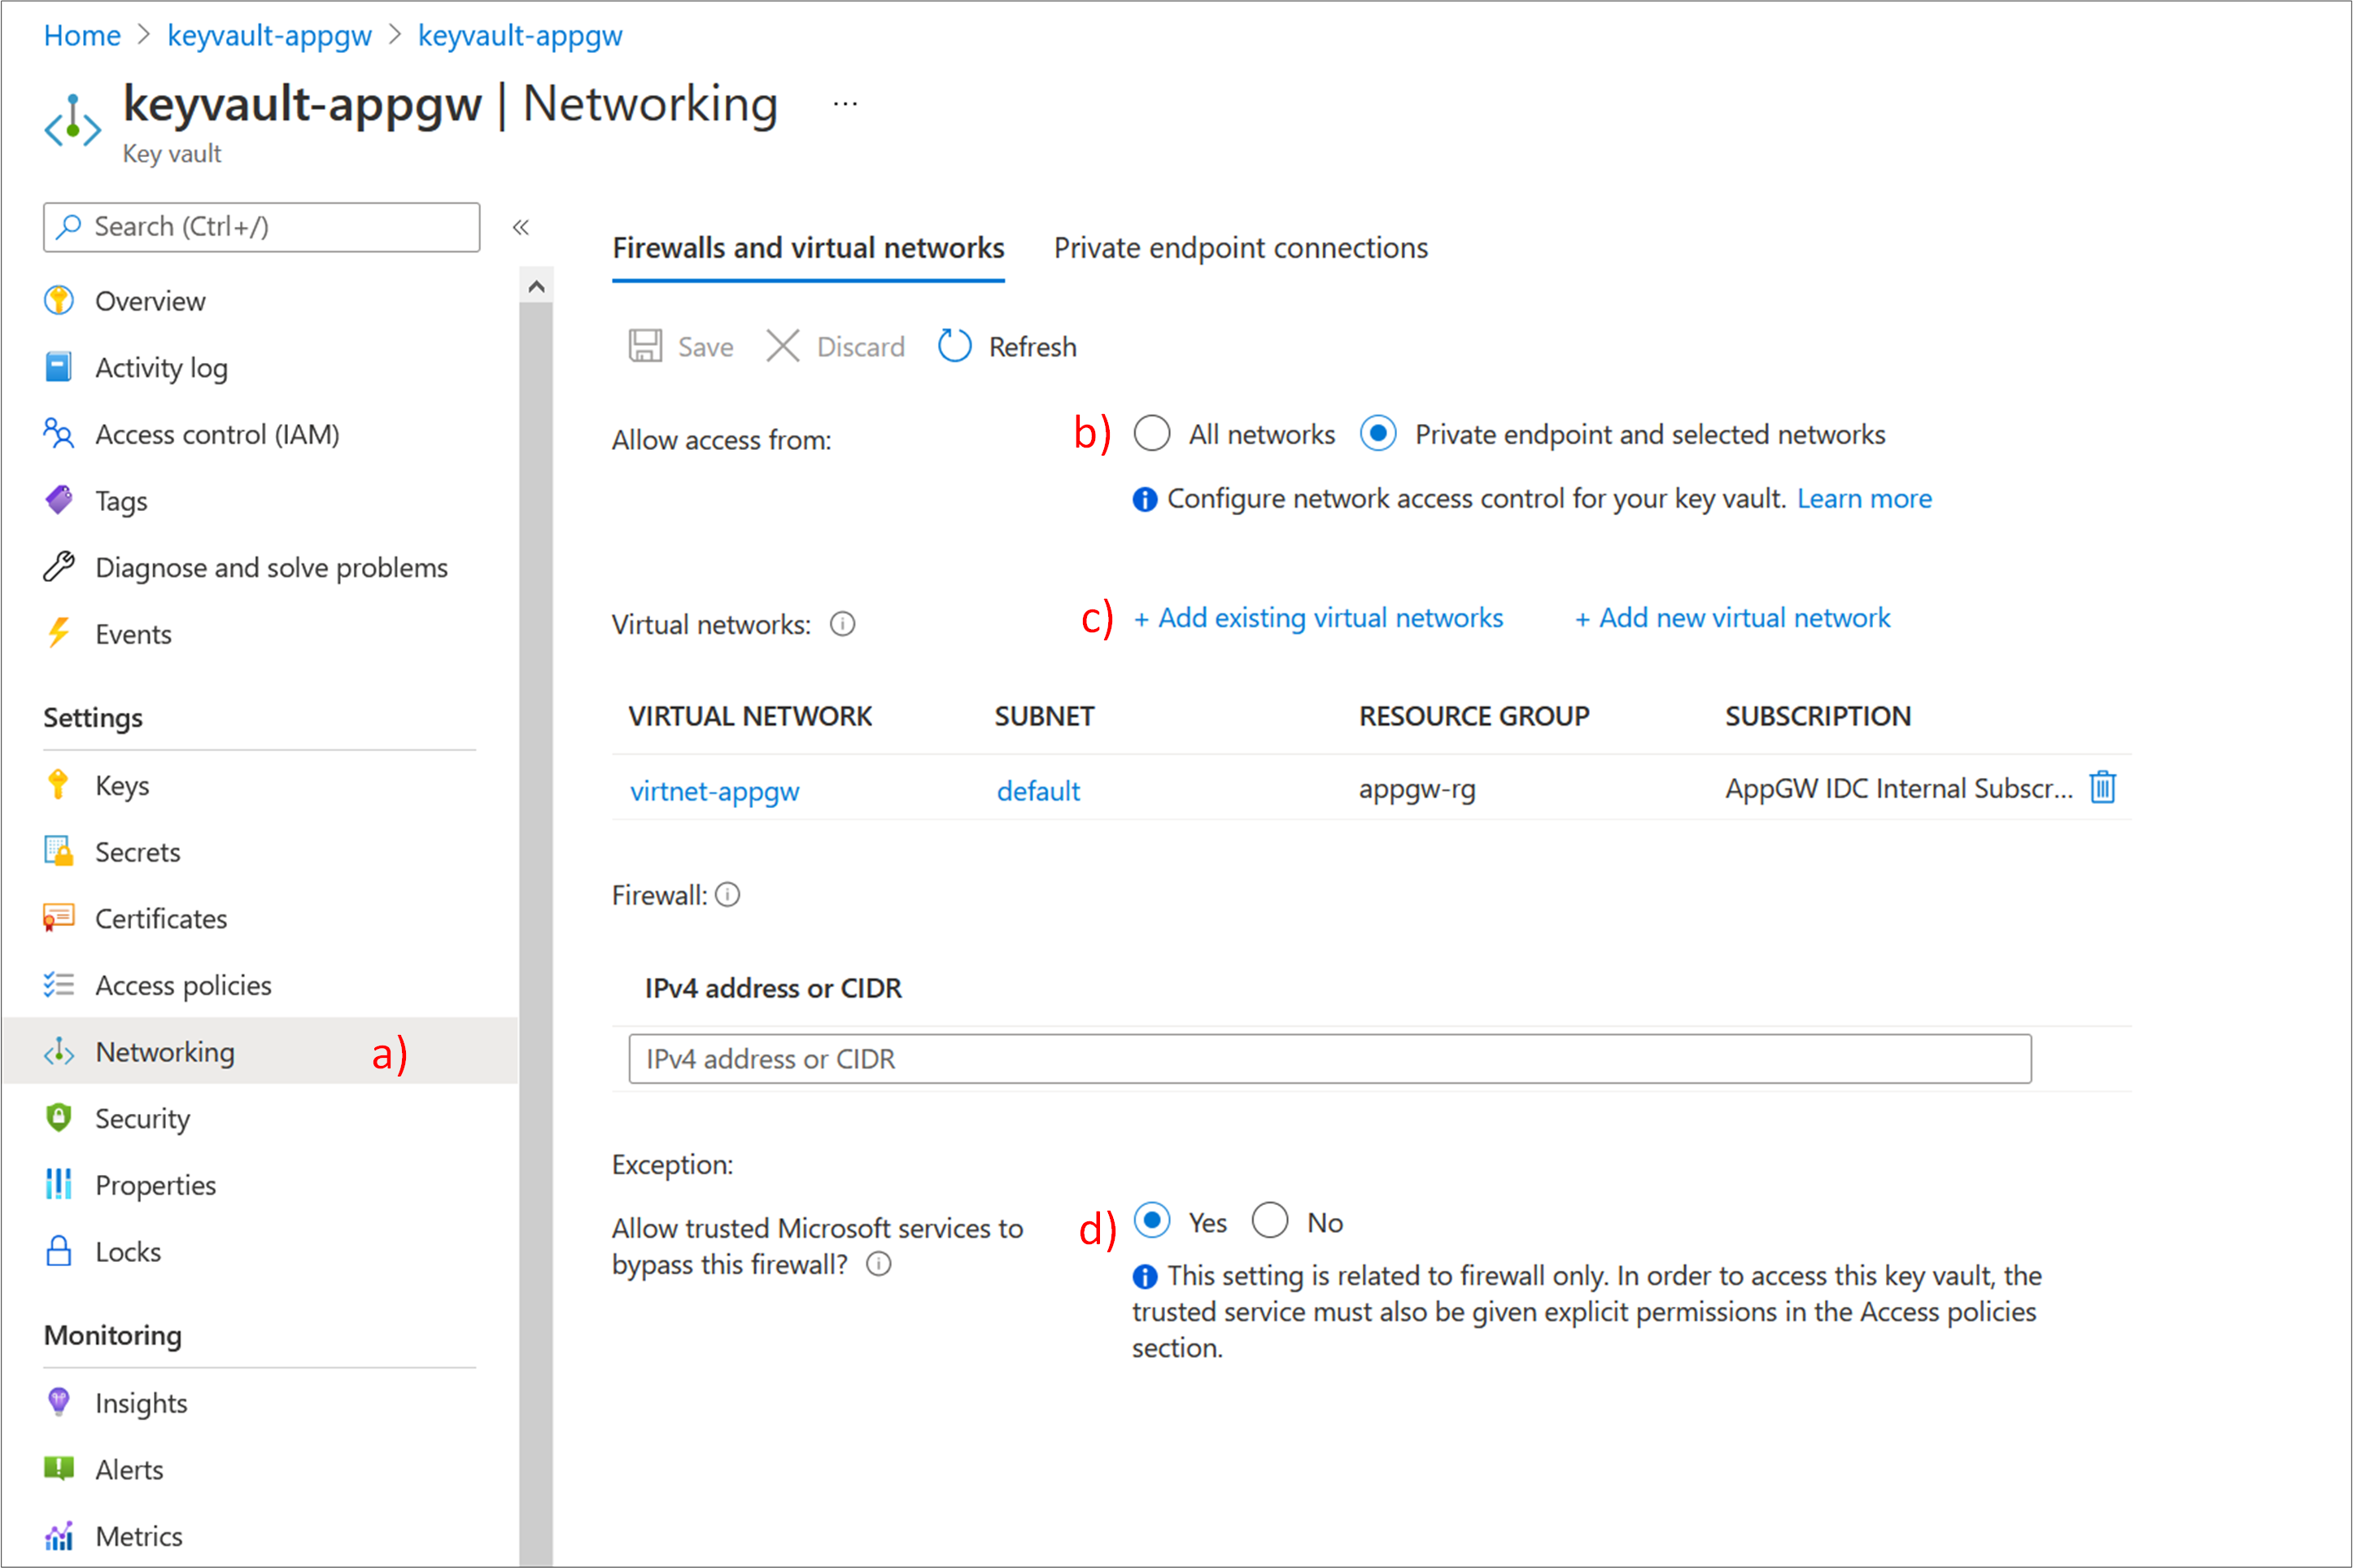 Home > keyvault-appgw > keyvault-appgw
keyvault-appgw | Networking ...
Key vault
Search (Ctrl+/)
«
Overview
Activity log
Access control (IAM)
Tags
Diagnose and solve problems
Events
Settings
Keys
Secrets
Certificates
Access policies
Networking a)
Security
Properties
Locks
Monitoring
Insights
Alerts
Metrics
Firewalls and virtual networks Private endpoint connections
Save Discard Refresh
Allow access from: b) All networks Private endpoint and selected networks
Configure network access control for your key vault. Learn more
Virtual networks: c) + Add existing virtual networks + Add new virtual network
VIRTUAL NETWORK SUBNET RESOURCE GROUP SUBSCRIPTION
virtnet-appgw default appgw-rg AppGW IDC Internal Subscr...
Firewall:
IPv4 address or CIDR
IPv4 address or CIDR
Exception:
Allow trusted Microsoft services to
bypass this firewall?
d) Yes No
This setting is related to firewall only. In order to access this key vault, the
trusted service must also be given explicit permissions in the Access policies
section.